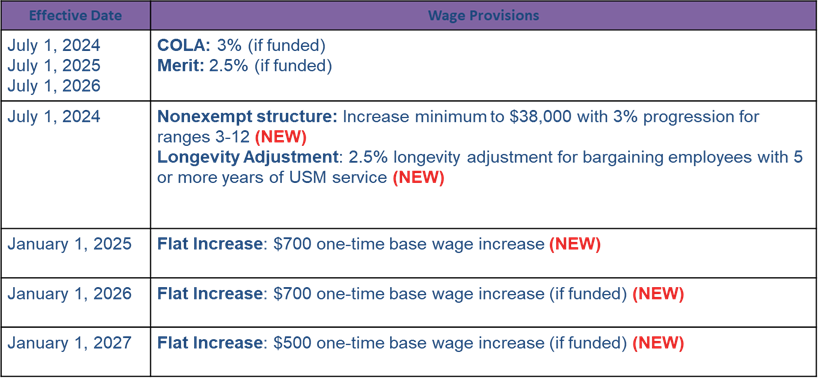 Effective Date
Wage Provisions
July 1, 2024
July 1, 2025
July 1, 2026
COLA: 3% (if funded)
Merit: 2.5% (if funded)
July 1, 2024
Nonexempt structure: Increase minimum to $38,000 with 3% progression for
ranges 3-12 (NEW)
Longevity Adjustment: 2.5% longevity adjustment for bargaining employees with 5
or more years of USM service (NEW)
January 1, 2025
Flat Increase: $700 one-time base wage increase (NEW)
January 1, 2026
Flat Increase: $700 one-time base wage increase (if funded) (NEW)
January 1, 2027
Flat Increase: $500 one-time base wage increase (if funded) (NEW)